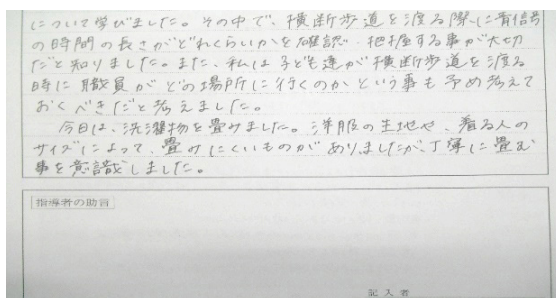 について学びました。その中で、横断歩道を渡る際に青信号
の時間の長さがどれくらいかを確認・把握する事が大切
だと知りました。また、私は子ども達が横断歩道を渡る
時に職員がどの場所に行くのかという事も予め考えて
おくべきだと考えました。
今日は、洗濯物を畳みました。洋服の生地や、着る人の
サイズによって、畳みにくいものがありましたが、丁寧に畳む
事を意識しました。
指導者の助言
記入者